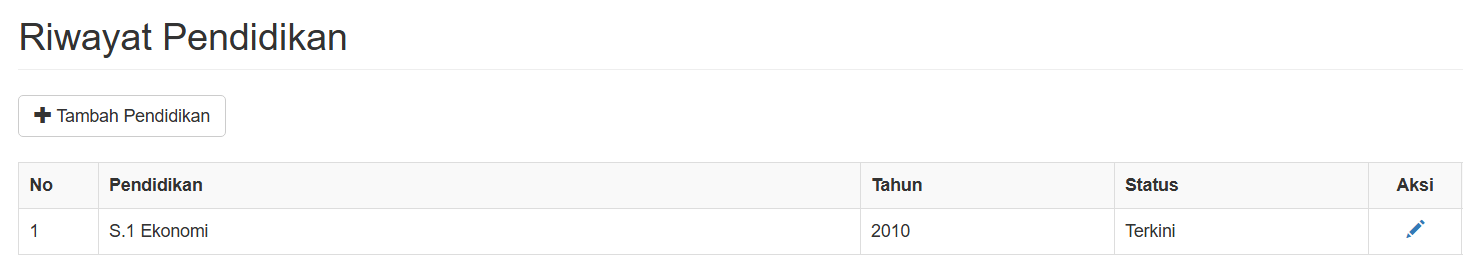 Riwayat Pendidikan
Tambah Pendidikan
No Pendidikan Tahun Status Aksi
1 S.1 Ekonomi 2010 Terkini